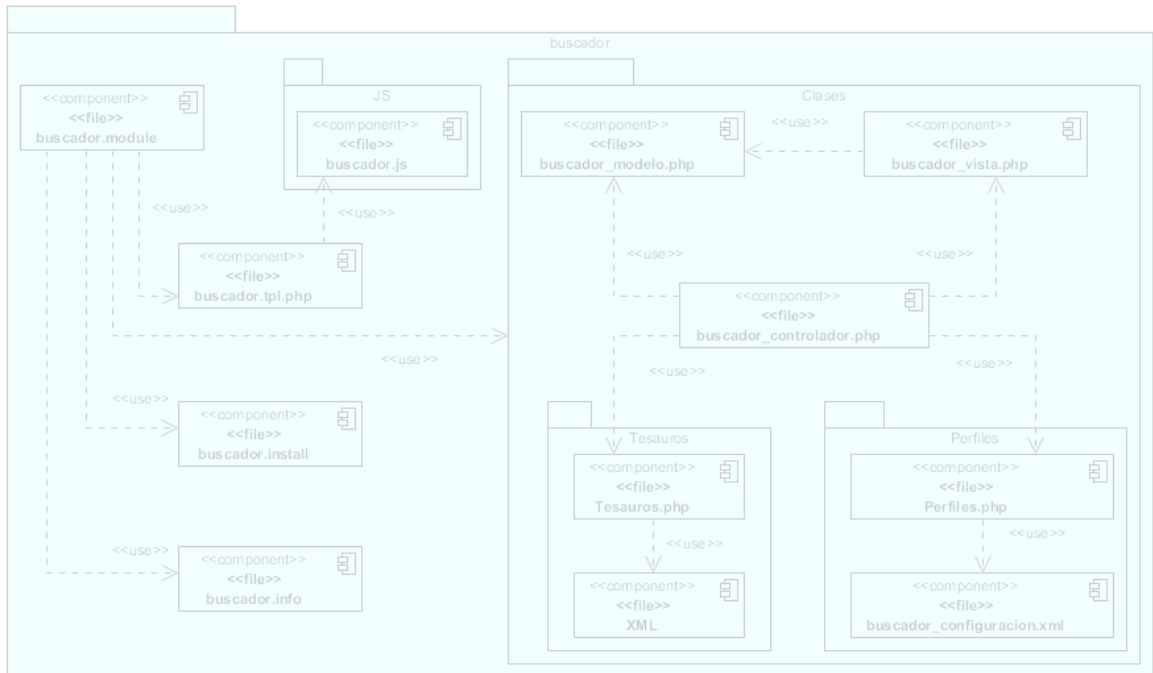 buscador
<<component>>
<<file>>
buscador.module
JS
<<component>>
<<file>>
buscador.js
Clases
<<component>>
<<file>>
buscador_modelo.php
<<use>>
<<component>>
<<file>>
buscador_vista.php
<<use>>
<<use>>
<<component>>
<<file>>
buscador.tpl.php
<<use>>
<<use>>
<<component>>
<<file>>
buscador_controlador.php
<<use>>
<<use>>
<<use>>
<<use>>
<<component>>
<<file>>
buscador.install
Tesauros
<<component>>
<<file>>
Tesauros.php
<<use>>
<<component>>
<<file>>
XML
Perfiles
<<component>>
<<file>>
Perfiles.php
<<use>>
<<component>>
<<file>>
buscador_configuracion.xml
<<use>>
<<component>>
<<file>>
buscador.info